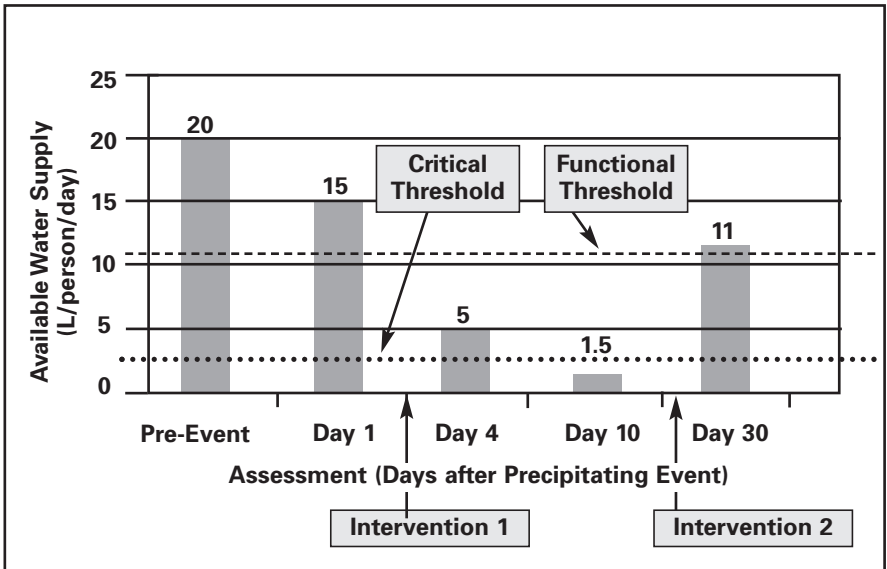 Available Water Supply
(L/person/day)
25
20
15
10
5
0
20
15
5
1.5
11
Critical
Threshold
Functional
Threshold
Pre-Event Day 1 Day 4 Day 10 Day 30
Assessment (Days after Precipitating Event)
Intervention 1 Intervention 2